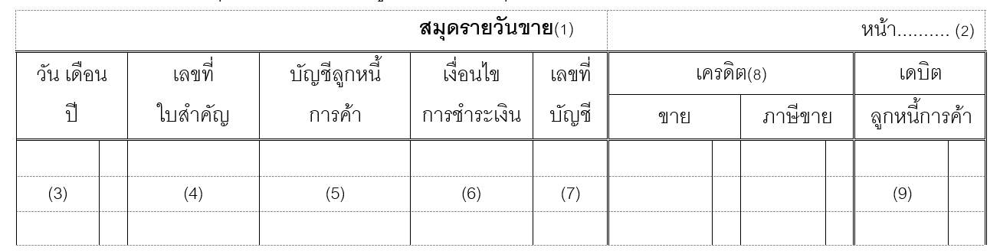 สมุดรายวันขาย(1)
หน้า.......... (2)
วัน เดือน ปี
เลขที่ ใบสำคัญ
บัญชีลูกหนี้ การค้า
เงื่อนไข การชำระเงิน
เลขที่ บัญชี
เครดิต(8)
เดบิต
ขาย
ภาษีขาย
ลูกหนี้การค้า
(3)
(4)
(5)
(6)
(7)
(9)